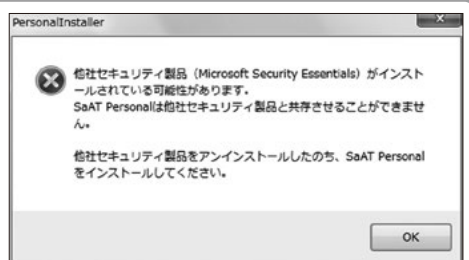 PersonalInstaller
他社セキュリティ製品（Microsoft Security Essentials）がインスト
ールされている可能性があります。
SaAT Personalは他社セキュリティ製品と共存させることができませ
ん。
他社セキュリティ製品をアンインストールしたのち、SaAT Personal
をインストールしてください。
OK